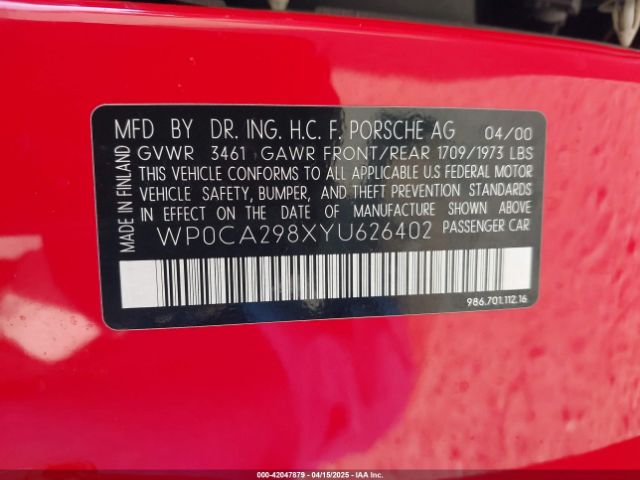 MFD BY DR. ING. H.C. F. PORSCHE AG 04/00
GVWR 3461 GAWR FRONT/REAR 1709/1973 LBS
THIS VEHICLE CONFORMS TO ALL APPLICABLE U.S FEDERAL MOTOR
VEHICLE SAFETY, BUMPER, AND THEFT PREVENTION STANDARDS
IN EFFECT ON THE DATE OF MANUFACTURE SHOWN ABOVE.
WP0CA298XYU626402 PASSENGER CAR
MADE IN FINLAND
986.701.112.16
000-42047879 - 04/15/2025 - IAA Inc.